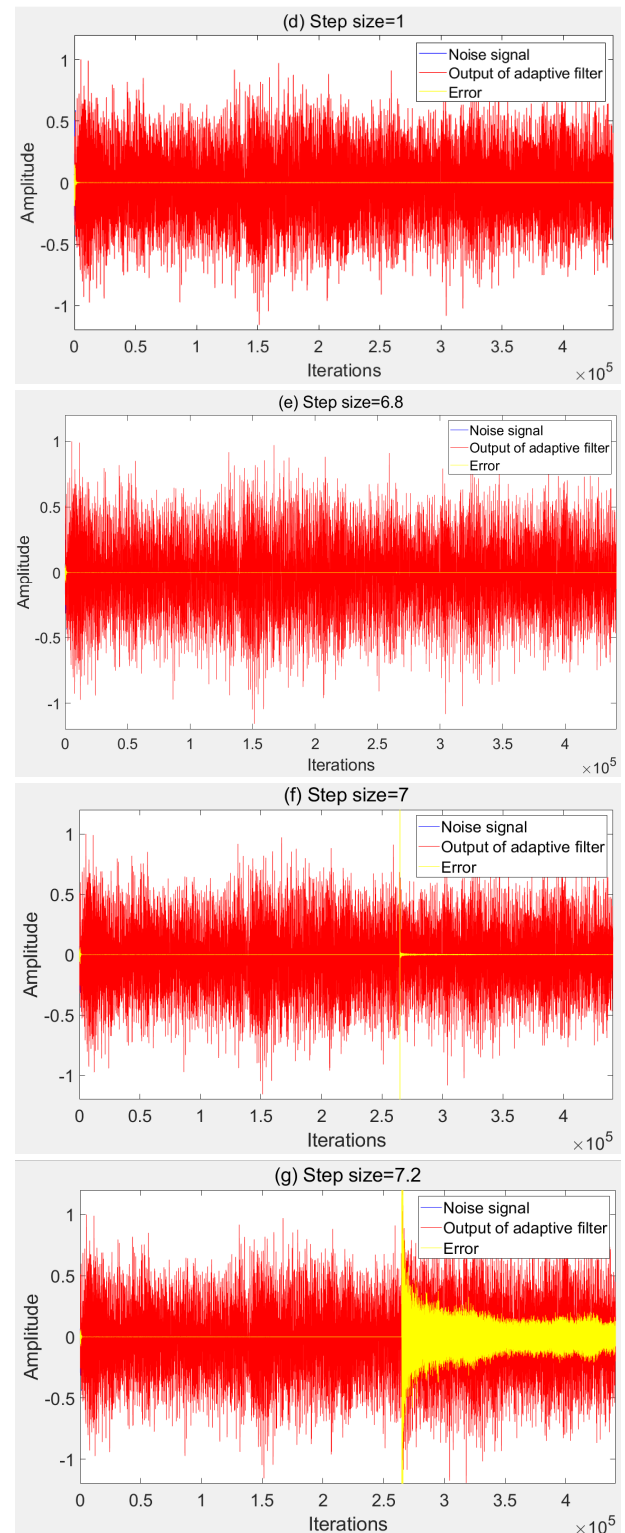 (d) Step size=1
Noise signal
Output of adaptive filter
Error
1
0.5
0
-0.5
-1
Amplitude
0 0.5 1 1.5 2 2.5 3 3.5 4
Iterations
×10^5
(e) Step size=6.8
Noise signal
Output of adaptive filter
Error
1
0.5
0
-0.5
-1
Amplitude
0 0.5 1 1.5 2 2.5 3 3.5 4
Iterations
×10^5
(f) Step size=7
Noise signal
Output of adaptive filter
Error
1
0.5
0
-0.5
-1
Amplitude
0 0.5 1 1.5 2 2.5 3 3.5 4
Iterations
×10^5
(g) Step size=7.2
Noise signal
Output of adaptive filter
Error
1
0.5
0
-0.5
-1
Amplitude
0 0.5 1 1.5 2 2.5 3 3.5 4
Iterations
×10^5